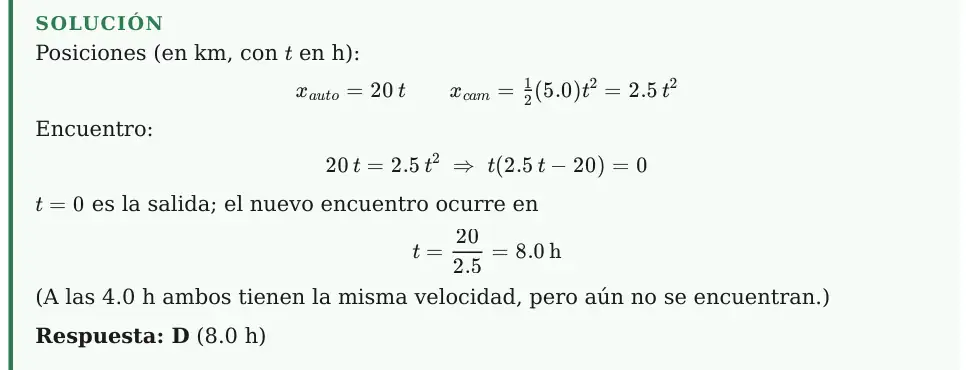 SOLUCIÓN
Posiciones (en km, con t en h):
x_auto = 20 t    x_cam = ½(5.0)t² = 2.5 t²
Encuentro:
20 t = 2.5 t² ⇒ t(2.5 t − 20) = 0
t = 0 es la salida; el nuevo encuentro ocurre en
t = 20/2.5 = 8.0 h
(A las 4.0 h ambos tienen la misma velocidad, pero aún no se encuentran.)
Respuesta: D (8.0 h)